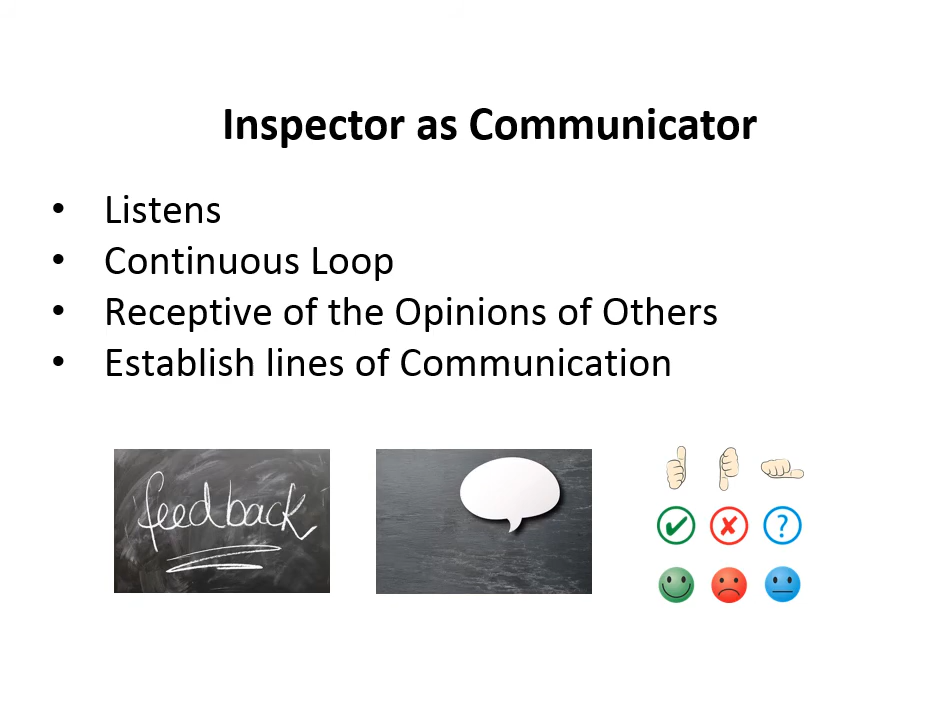 Inspector as Communicator
• Listens
• Continuous Loop
• Receptive of the Opinions of Others
• Establish lines of Communication
feedback
?